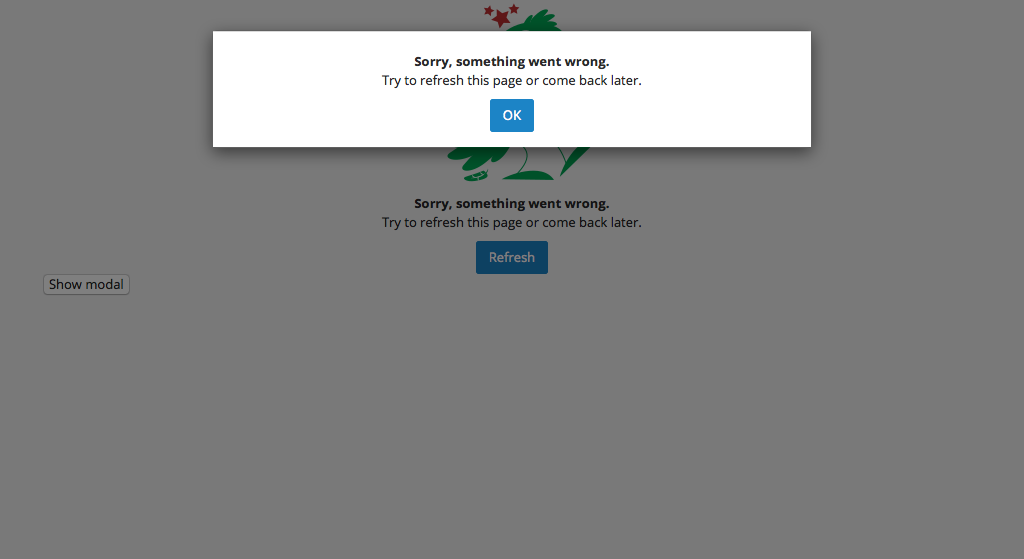 Sorry, something went wrong.
Try to refresh this page or come back later.
OK
Sorry, something went wrong.
Try to refresh this page or come back later.
Refresh
Show modal